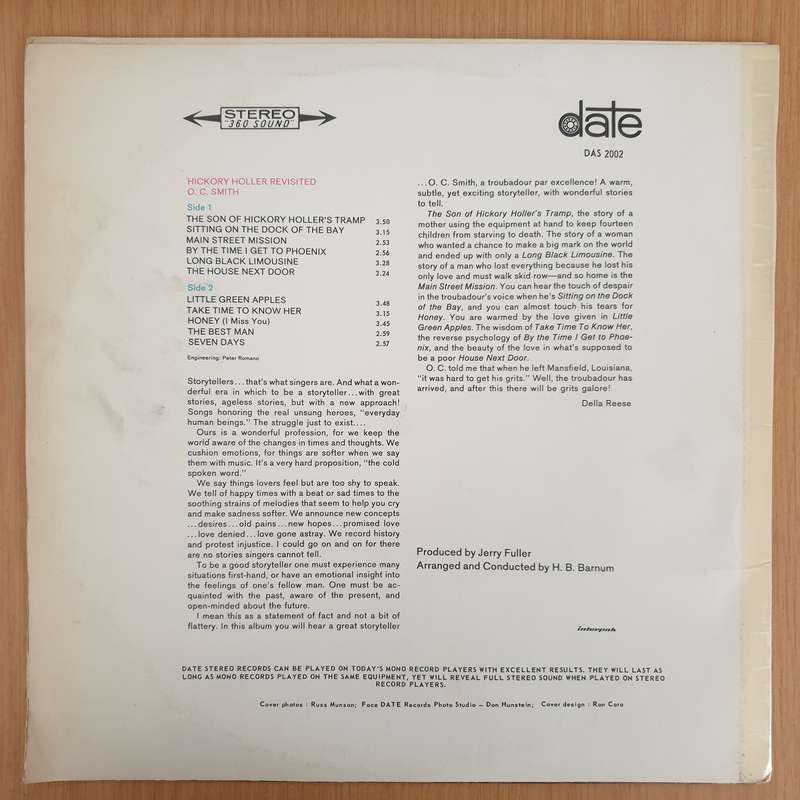 STEREO
"360 SOUND"
date
DAS 2002
HICKORY HOLLER REVISITED
O. C. SMITH
Side 1
THE SON OF HICKORY HOLLER'S TRAMP 3.50
SITTING ON THE DOCK OF THE BAY 3.15
MAIN STREET MISSION 2.53
BY THE TIME I GET TO PHOENIX 2.56
LONG BLACK LIMOUSINE 3.28
THE HOUSE NEXT DOOR 3.24
Side 2
LITTLE GREEN APPLES 3.48
TAKE TIME TO KNOW HER 3.15
HONEY (I Miss You) 3.45
THE BEST MAN 2.59
SEVEN DAYS 2.57
Engineering: Peter Romano
Storytellers...that's what singers are. And what a won-
derful era in which to be a storyteller...with great
stories, ageless stories, but with a new approach!
Songs honoring the real unsung heroes, "everyday
human beings." The struggle just to exist....
Ours is a wonderful profession, for we keep the
world aware of the changes in times and thoughts. We
cushion emotions, for things are softer when we say
them with music. It's a very hard proposition, "the cold
spoken word."
We say things lovers feel but are too shy to speak.
We tell of happy times with a beat or sad times to the
soothing strains of melodies that seem to help you cry
and make sadness softer. We announce new concepts
...desires...old pains...new hopes...promised love
...love denied...love gone astray. We record history
and protest injustice. I could go on and on for there
are no stories singers cannot tell.
To be a good storyteller one must experience many
situations first-hand, or have an emotional insight into
the feelings of one's fellow man. One must be ac-
quainted with the past, aware of the present, and
open-minded about the future.
I mean this as a statement of fact and not a bit of
flattery. In this album you will hear a great storyteller
...O. C. Smith, a troubadour par excellence! A warm,
subtle, yet exciting storyteller, with wonderful stories
to tell.
The Son of Hickory Holler's Tramp, the story of a
mother using the equipment at hand to keep fourteen
children from starving to death. The story of a woman
who wanted a chance to make a big mark on the world
and ended up with only a Long Black Limousine. The
story of a man who lost everything because he lost his
only love and must walk skid row—and so home is the
Main Street Mission. You can hear the touch of despair
in the troubadour's voice when he's Sitting on the Dock
of the Bay, and you can almost touch his tears for
Honey. You are warmed by the love given in Little
Green Apples. The wisdom of Take Time To Know Her,
the reverse psychology of By the Time I Get to Phoe-
nix, and the beauty of the love in what's supposed to
be a poor House Next Door.
O. C. told me that when he left Mansfield, Louisiana,
"it was hard to get his grits." Well, the troubadour has
arrived, and after this there will be grits galore!
Della Reese
Produced by Jerry Fuller
Arranged and Conducted by H. B. Barnum
interpak
DATE STEREO RECORDS CAN BE PLAYED ON TODAY'S MONO RECORD PLAYERS WITH EXCELLENT RESULTS. THEY WILL LAST AS
LONG AS MONO RECORDS PLAYED ON THE SAME EQUIPMENT, YET WILL REVEAL FULL STEREO SOUND WHEN PLAYED ON STEREO
RECORD PLAYERS.
Cover photos : Russ Munson; Face DATE Records Photo Studio – Don Hunstein; Cover design : Ron Coro